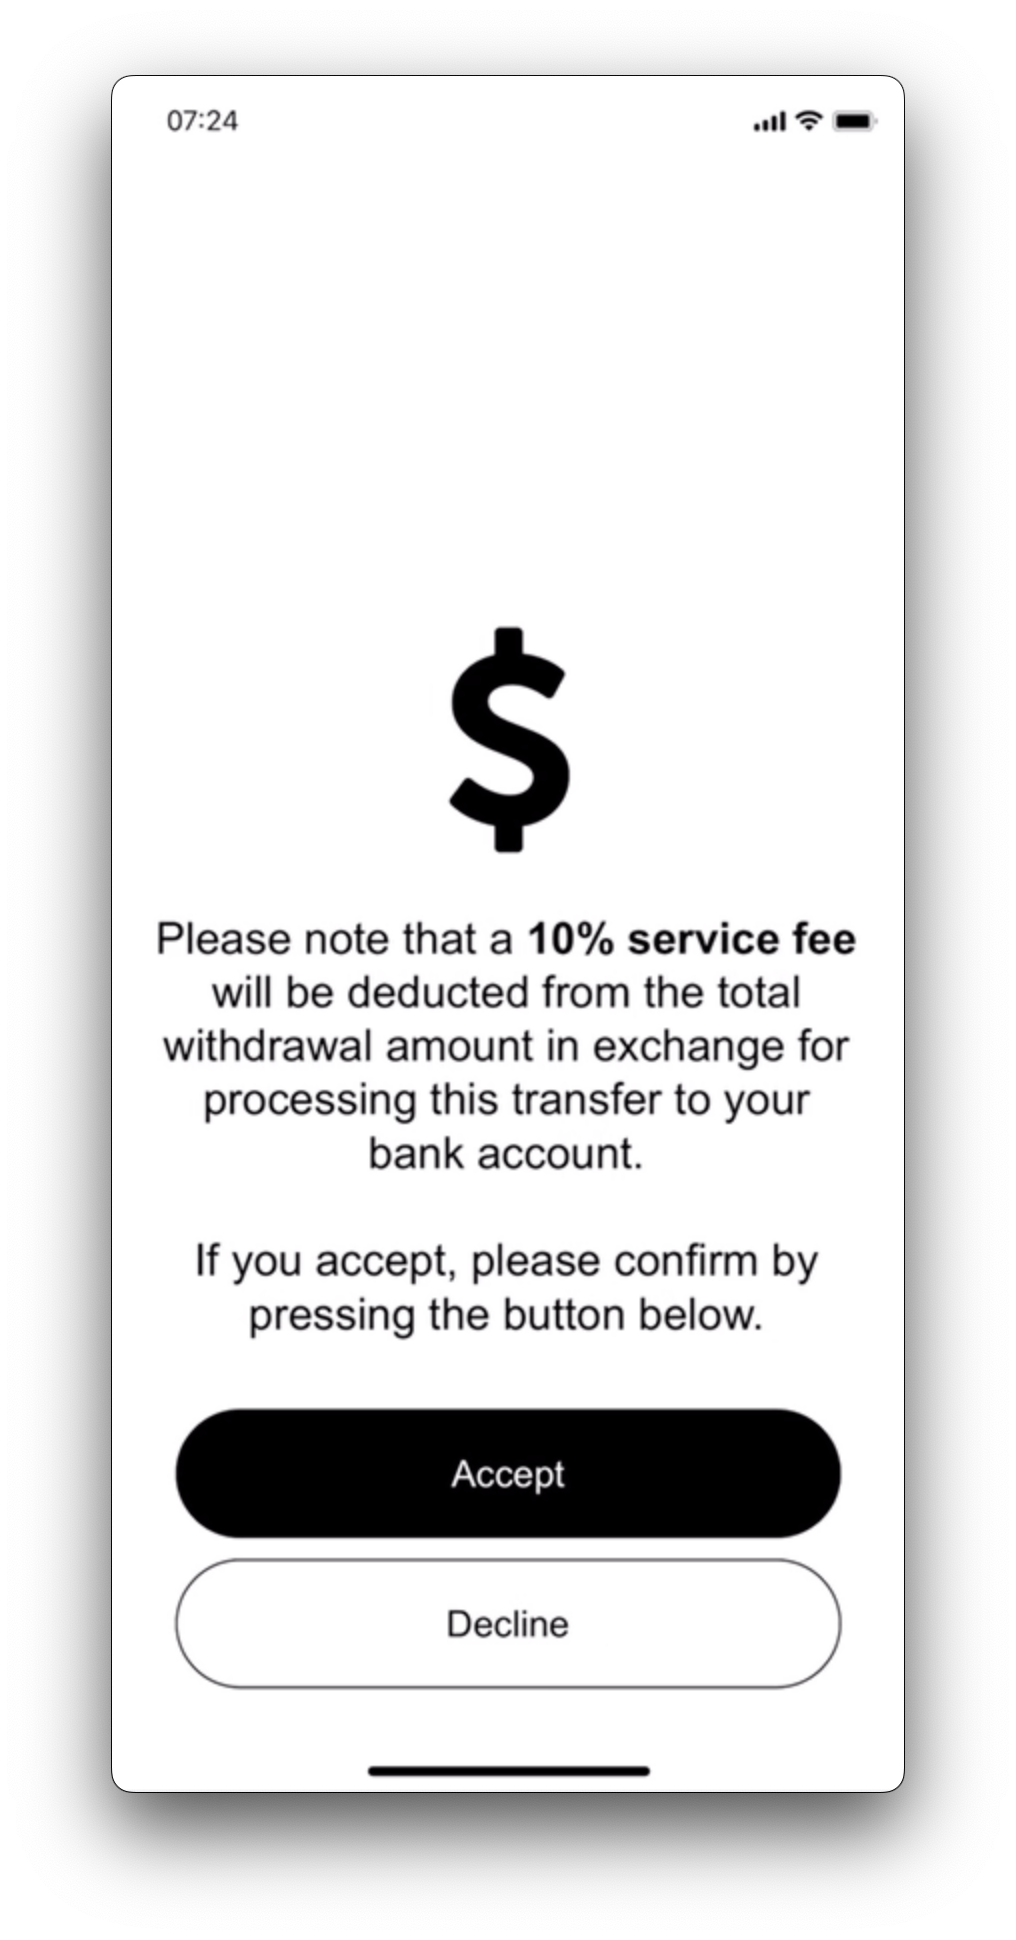 07:24
$
Please note that a 10% service fee
will be deducted from the total
withdrawal amount in exchange for
processing this transfer to your
bank account.
If you accept, please confirm by
pressing the button below.
Accept
Decline